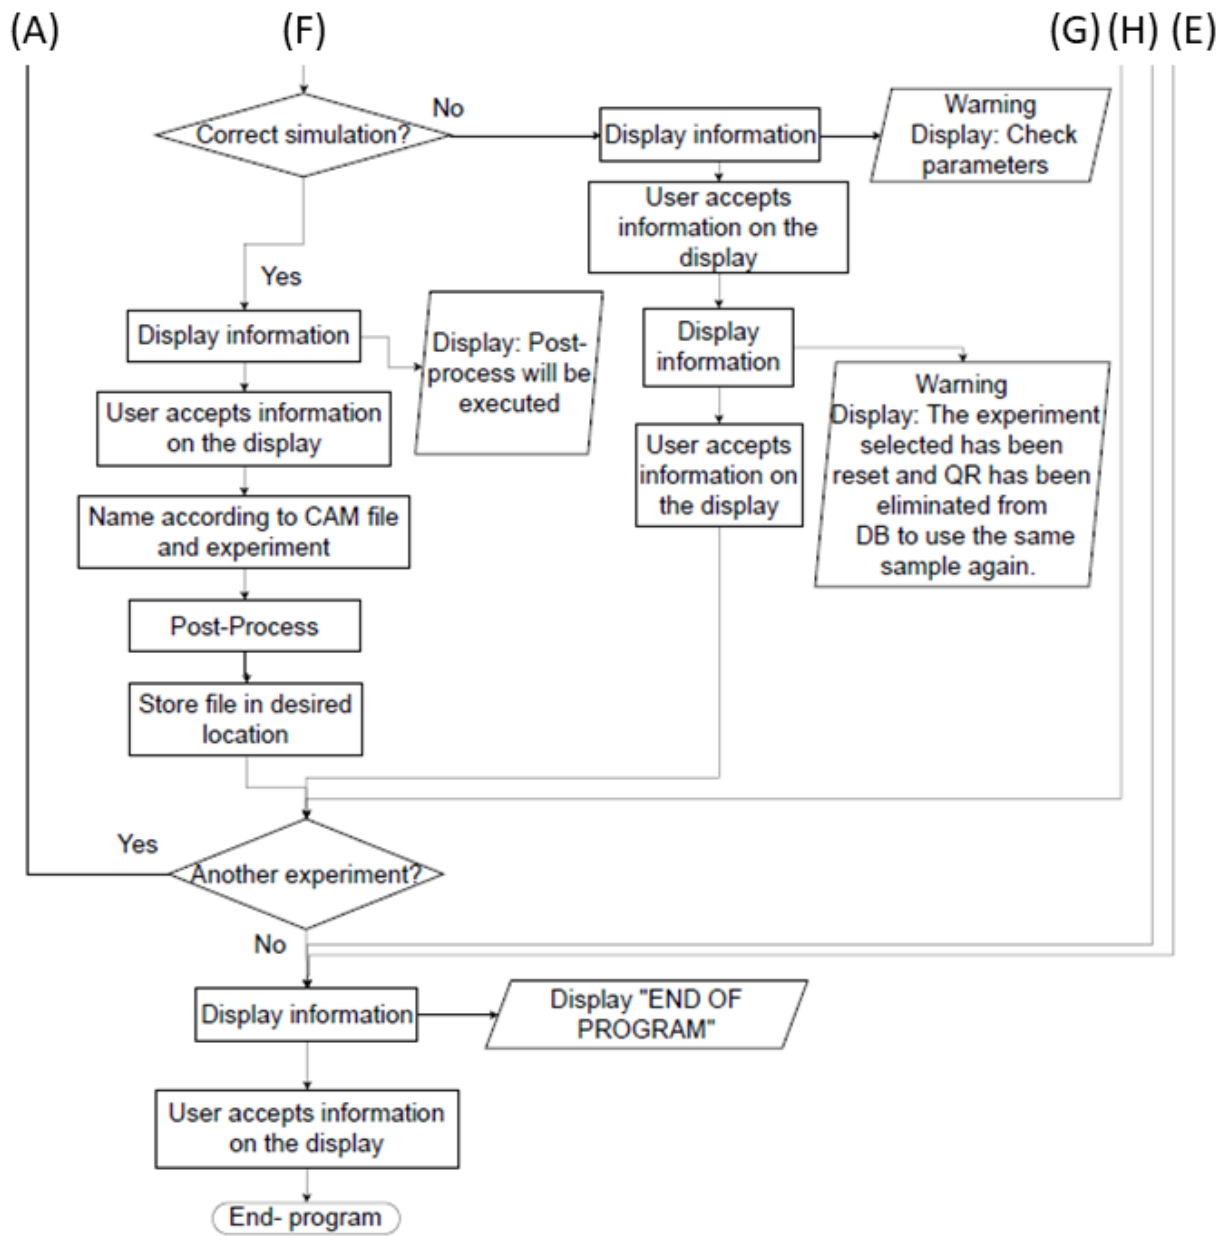 (A)
(F)
(G)
(H)
(E)
Correct simulation?
No
Display information
Warning
Display: Check
parameters
User accepts
information on the
display
Yes
Display information
Display: Post-
process will be
executed
Display
information
Warning
Display: The experiment
selected has been
reset and QR has been
eliminated from
DB to use the same
sample again.
User accepts information
on the display
User accepts
information on
the display
Name according to CAM file
and experiment
Post-Process
Store file in desired
location
Yes
Another experiment?
No
Display information
Display "END OF
PROGRAM"
User accepts information
on the display
End- program